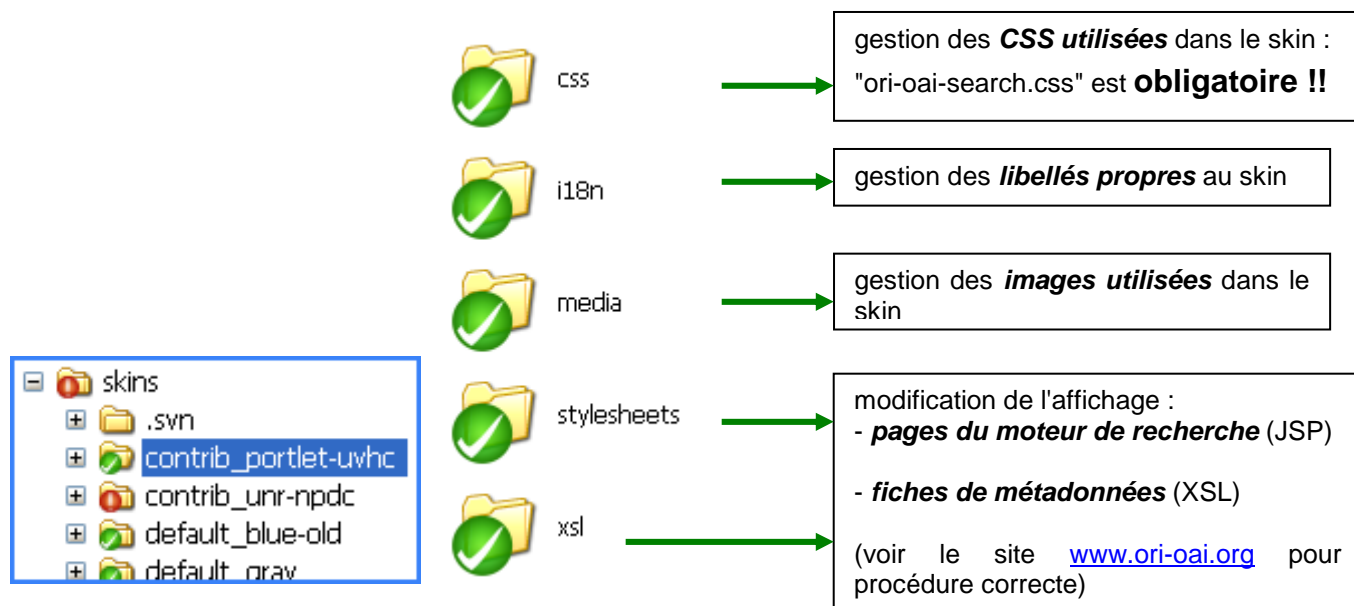 css
gestion des CSS utilisées dans le skin :
"ori-oai-search.css" est obligatoire !!
i18n
gestion des libellés propres au skin
media
gestion des images utilisées dans le
skin
skins
.svn
contrib_portlet-uvhc
contrib_unr-npdc
default_blue-old
default_gray
stylesheets
xsl
modification de l'affichage :
- pages du moteur de recherche (JSP)
- fiches de métadonnées (XSL)
(voir le site www.ori-oai.org pour
procédure correcte)